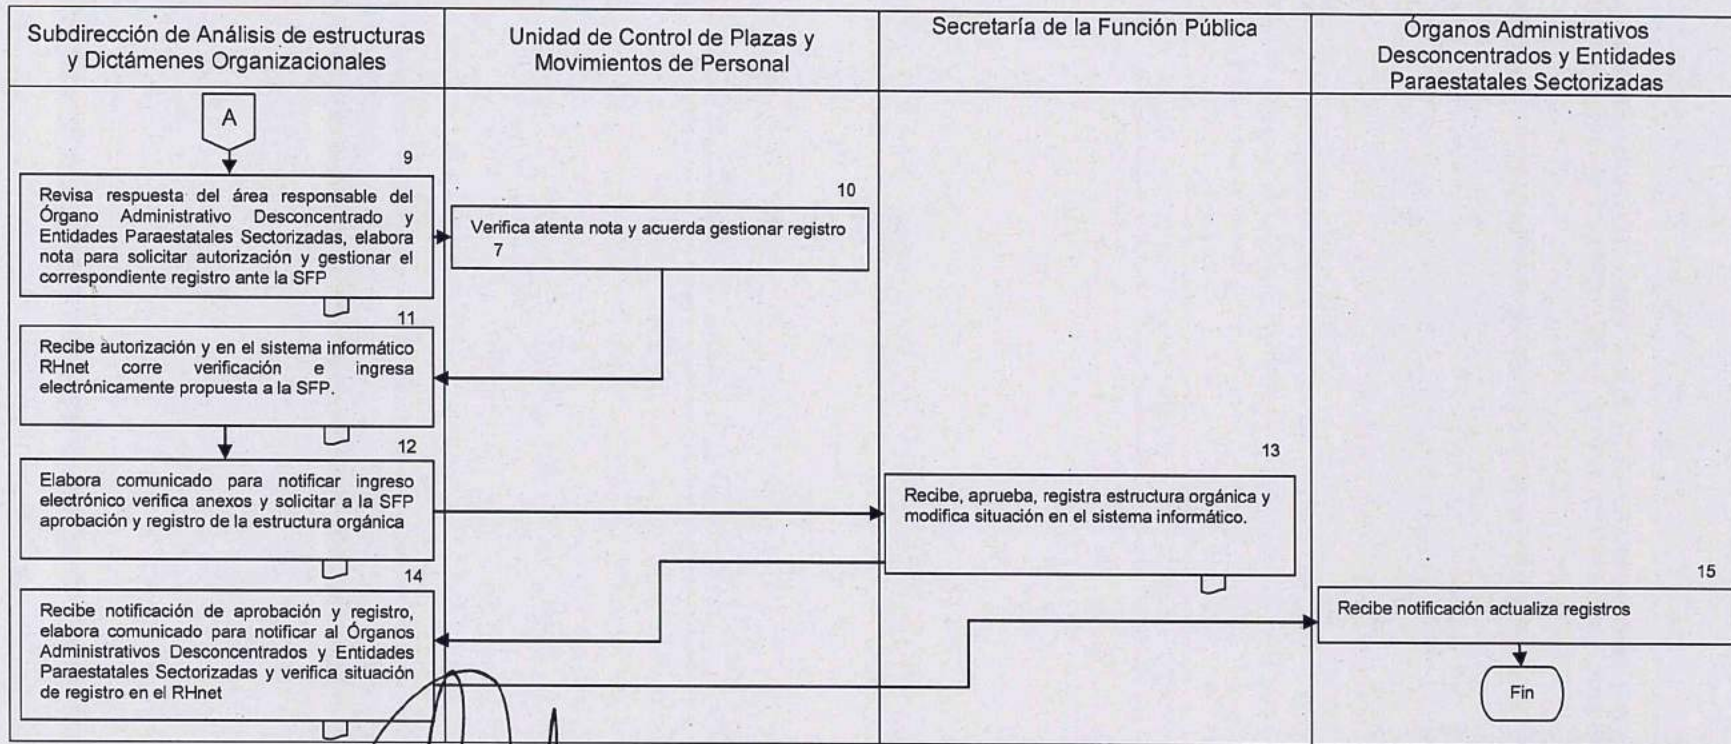 Subdirección de Análisis de estructuras
y Dictámenes Organizacionales
Unidad de Control de Plazas y
Movimientos de Personal
Secretaría de la Función Pública
Órganos Administrativos
Desconcentrados y Entidades
Paraestatales Sectorizadas
A
9
Revisa respuesta del área responsable del
Órgano Administrativo Desconcentrado y
Entidades Paraestatales Sectorizadas, elabora
nota para solicitar autorización y gestionar el
correspondiente registro ante la SFP
10
Verifica atenta nota y acuerda gestionar registro
7
11
Recibe autorización y en el sistema informático
RHnet corre verificación e ingresa
electrónicamente propuesta a la SFP.
12
Elabora comunicado para notificar ingreso
electrónico verifica anexos y solicitar a la SFP
aprobación y registro de la estructura orgánica
13
Recibe, aprueba, registra estructura orgánica y
modifica situación en el sistema informático.
14
Recibe notificación de aprobación y registro,
elabora comunicado para notificar al Órganos
Administrativos Desconcentrados y Entidades
Paraestatales Sectorizadas y verifica situación
de registro en el RHnet
15
Recibe notificación actualiza registros
Fin